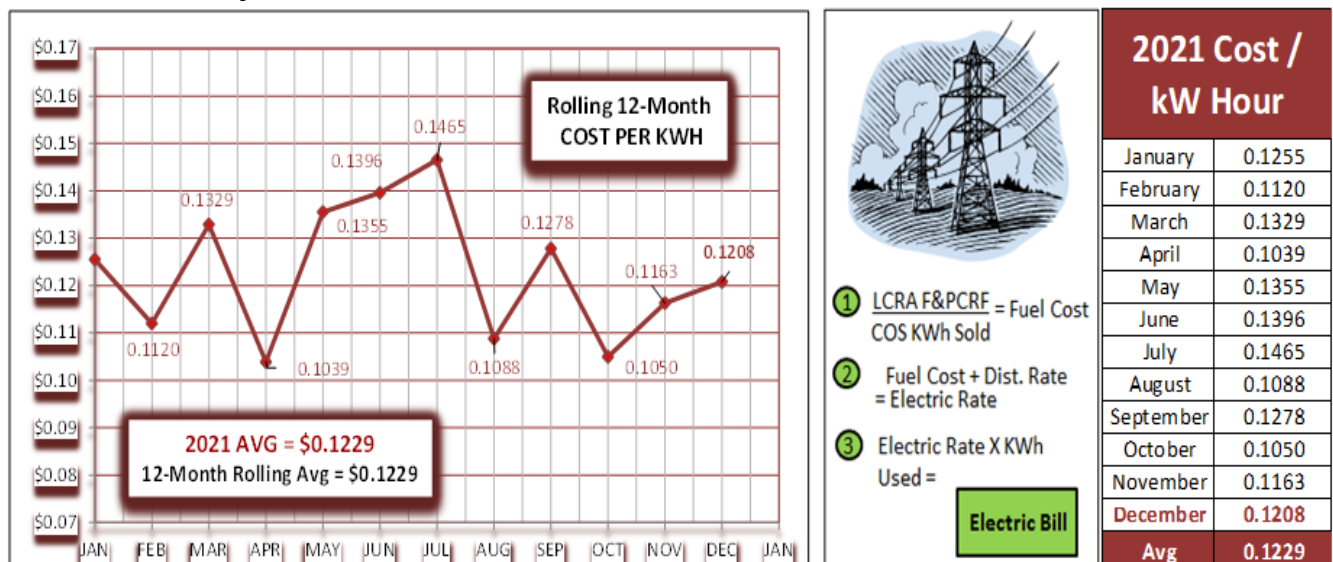 $0.17
$0.16
$0.15
$0.14
$0.13
$0.12
$0.11
$0.10
$0.09
$0.08
$0.07
JAN FEB MAR APR MAY JUN JUL AUG SEP OCT NOV DEC JAN
Rolling 12-Month
COST PER KWH
0.1120
0.1329
0.1039
0.1355
0.1396
0.1465
0.1088
0.1278
0.1050
0.1163
0.1208
2021 AVG = $0.1229
12-Month Rolling Avg = $0.1229
1 LCRA F&PCRF = Fuel Cost
COS KWh Sold
2 Fuel Cost + Dist. Rate
= Electric Rate
3 Electric Rate X KWh
Used =
Electric Bill
2021 Cost /
kW Hour
January 0.1255
February 0.1120
March 0.1329
April 0.1039
May 0.1355
June 0.1396
July 0.1465
August 0.1088
September 0.1278
October 0.1050
November 0.1163
December 0.1208
Avg 0.1229